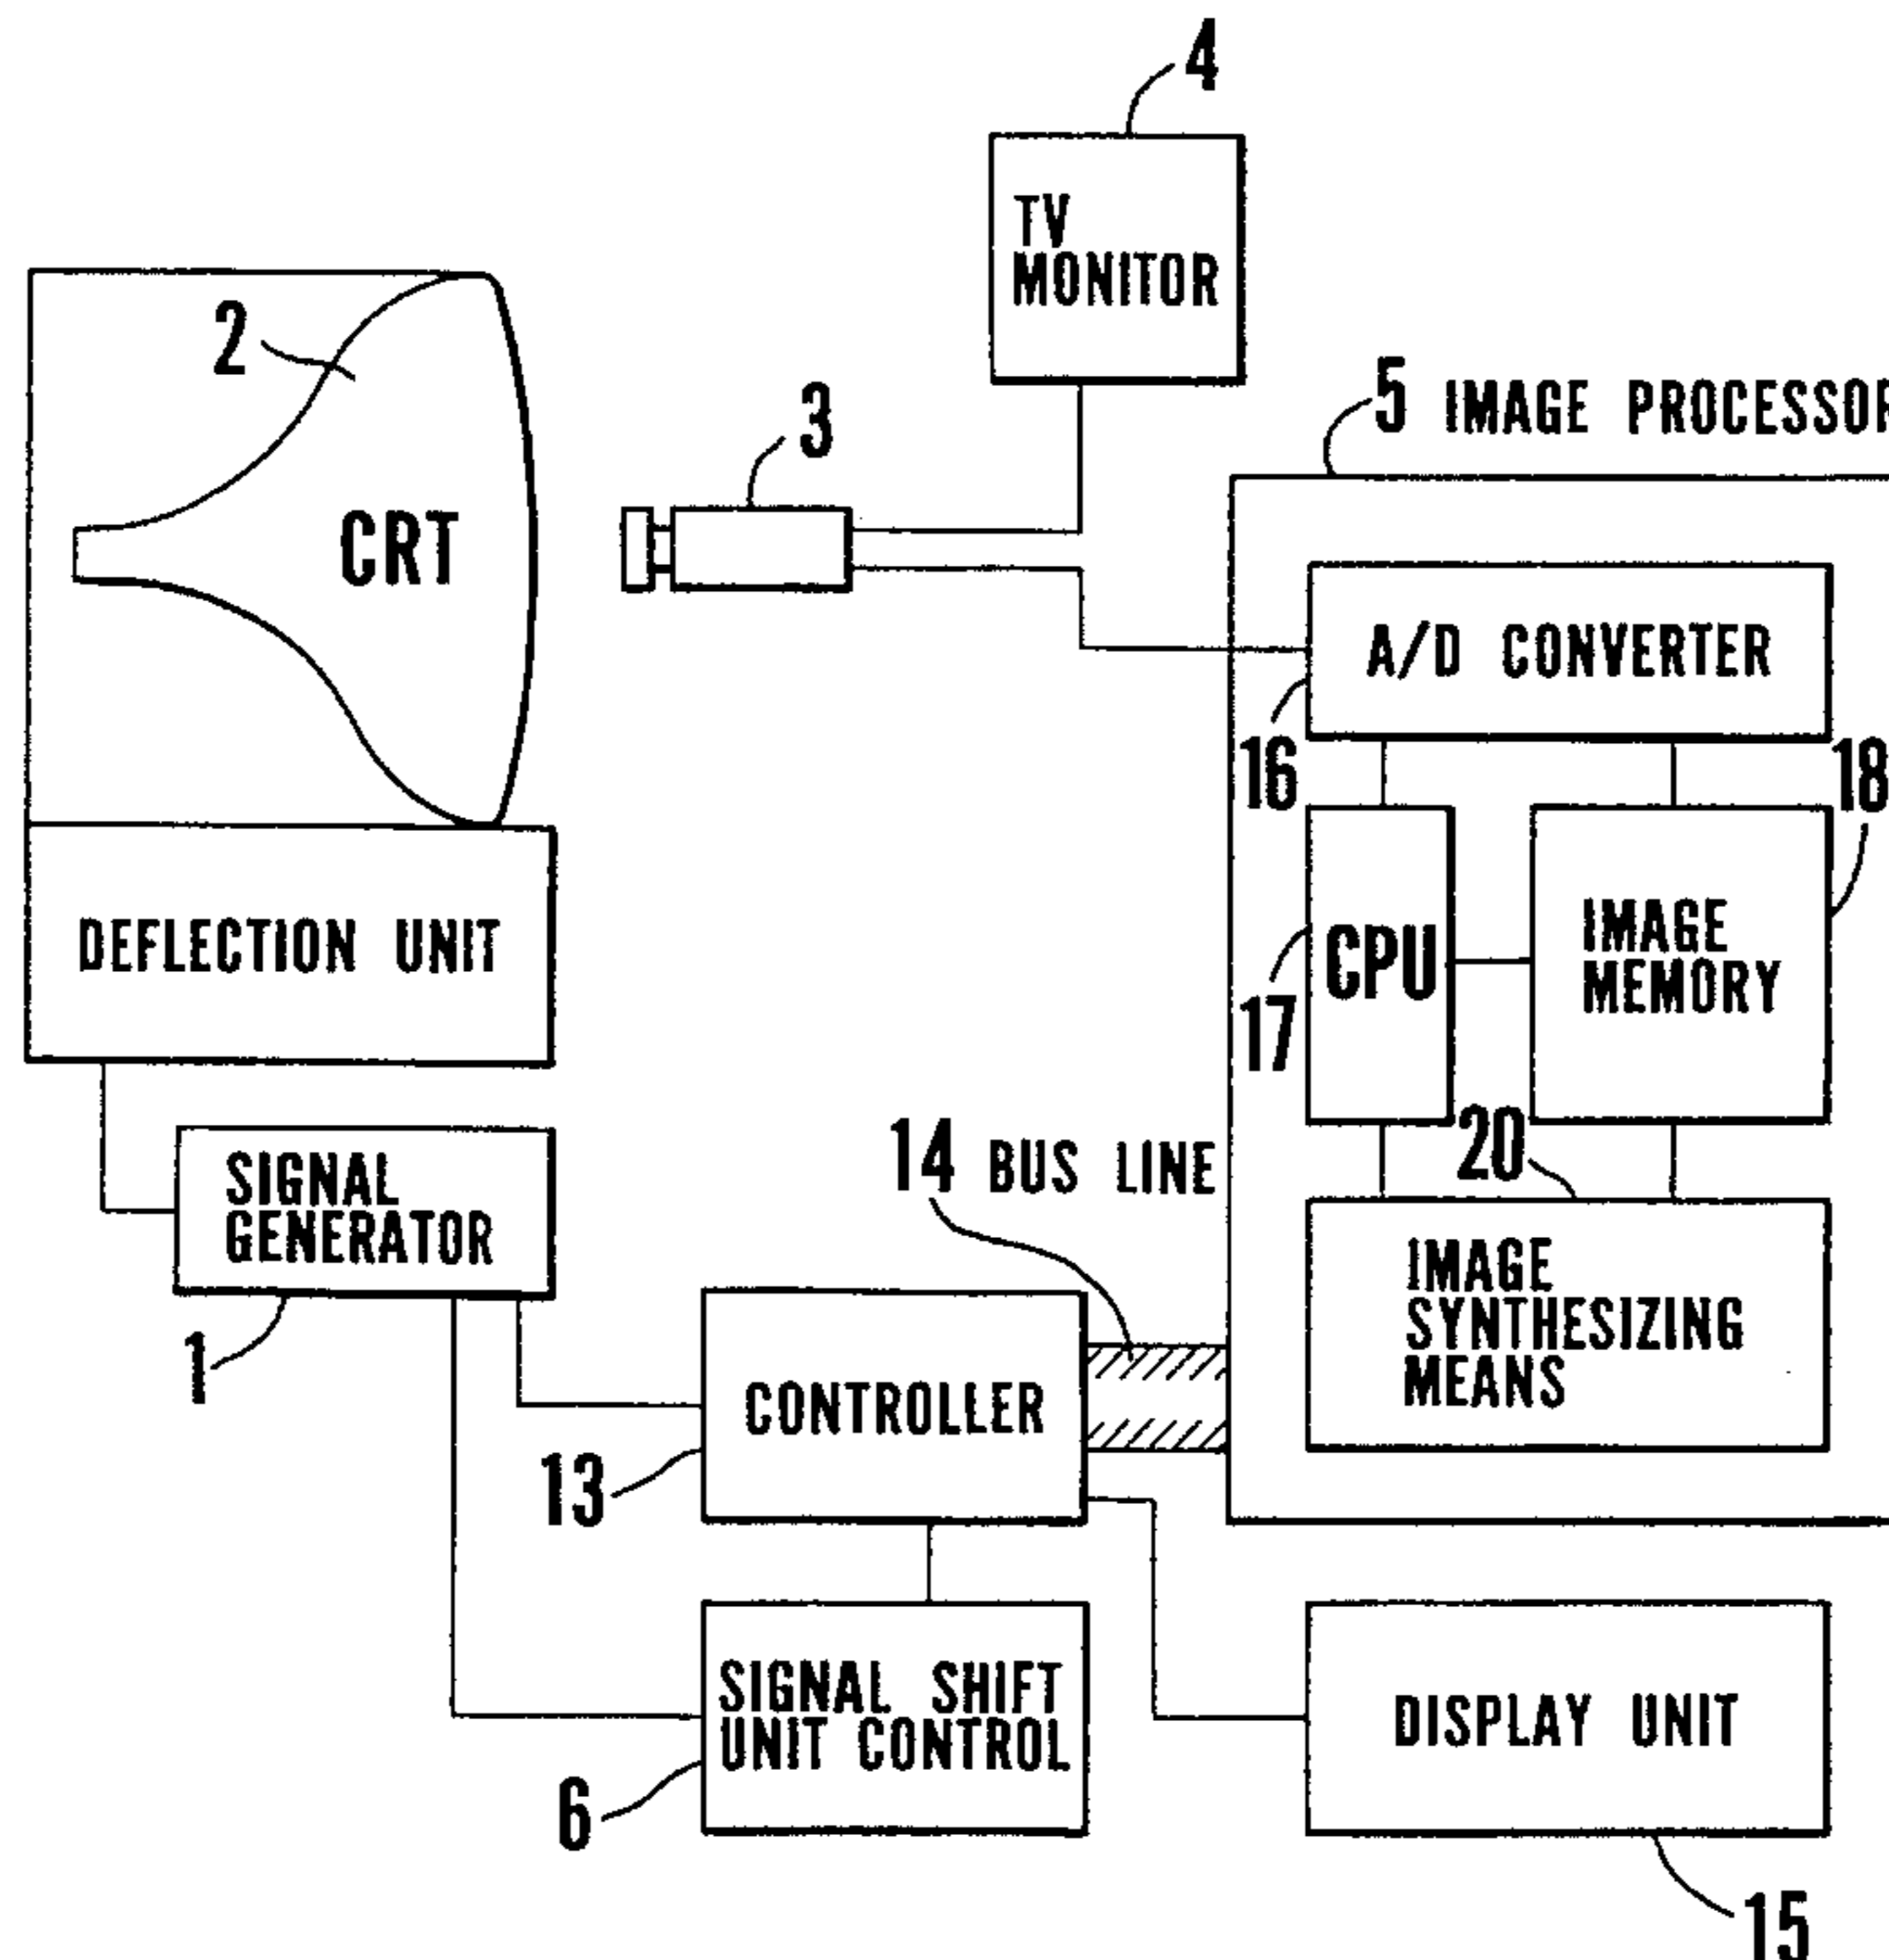 4
TV
MONITOR
2
CRT
3
5 IMAGE PROCESSOR
A/D CONVERTER
16
18
CPU
17
IMAGE
MEMORY
DEFLECTION UNIT
SIGNAL
GENERATOR
1
14 BUS LINE
20
IMAGE
SYNTHESIZING
MEANS
CONTROLLER
13
SIGNAL SHIFT
UNIT CONTROL
6
DISPLAY UNIT
15